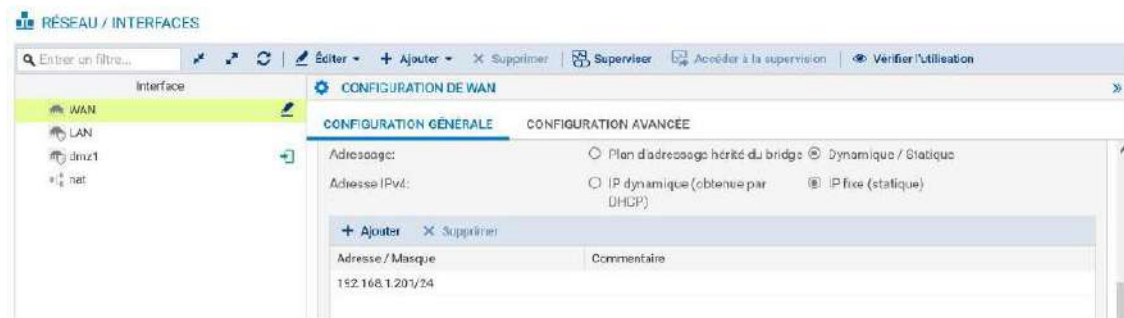 RÉSEAU / INTERFACES
Entrer un filtre... Éditer + Ajouter × Supprimer Superviser Accéder à la supervision Vérifier l'utilisation
Interface
CONFIGURATION DE WAN
WAN
CONFIGURATION GÉNÉRALE CONFIGURATION AVANCÉE
LAN
dmz1
Adressage: Plan d'adressage hérité du bridge Dynamique / Statique
nat
Adresse IPv4: IP dynamique (obtenue par DHCP) IP fixe (statique)
+ Ajouter × Supprimer
Adresse / Masque Commentaire
192.168.1.201/24